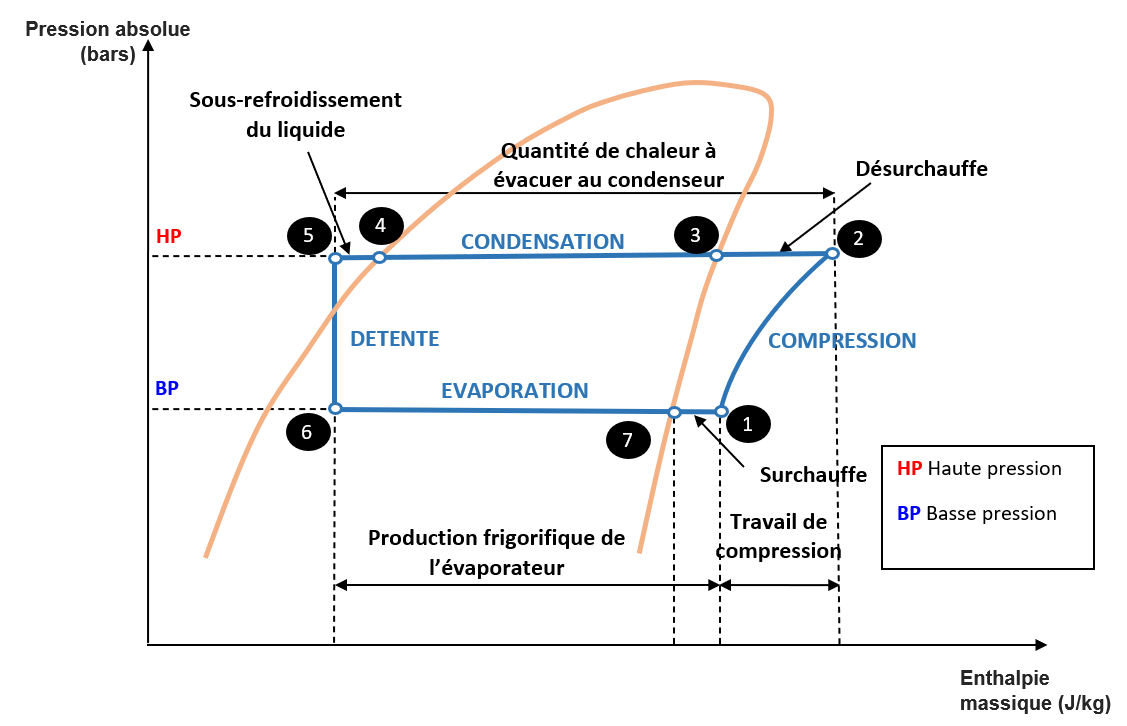 Pression absolue
(bars)
Sous-refroidissement
du liquide
Quantité de chaleur à
évacuer au condenseur
Désurchauffe
HP
5
4
CONDENSATION
3
2
DETENTE
COMPRESSION
BP
EVAPORATION
6
7
1
Surchauffe
HP Haute pression
BP Basse pression
Production frigorifique de
l’évaporateur
Travail de
compression
Enthalpie
massique (J/kg)